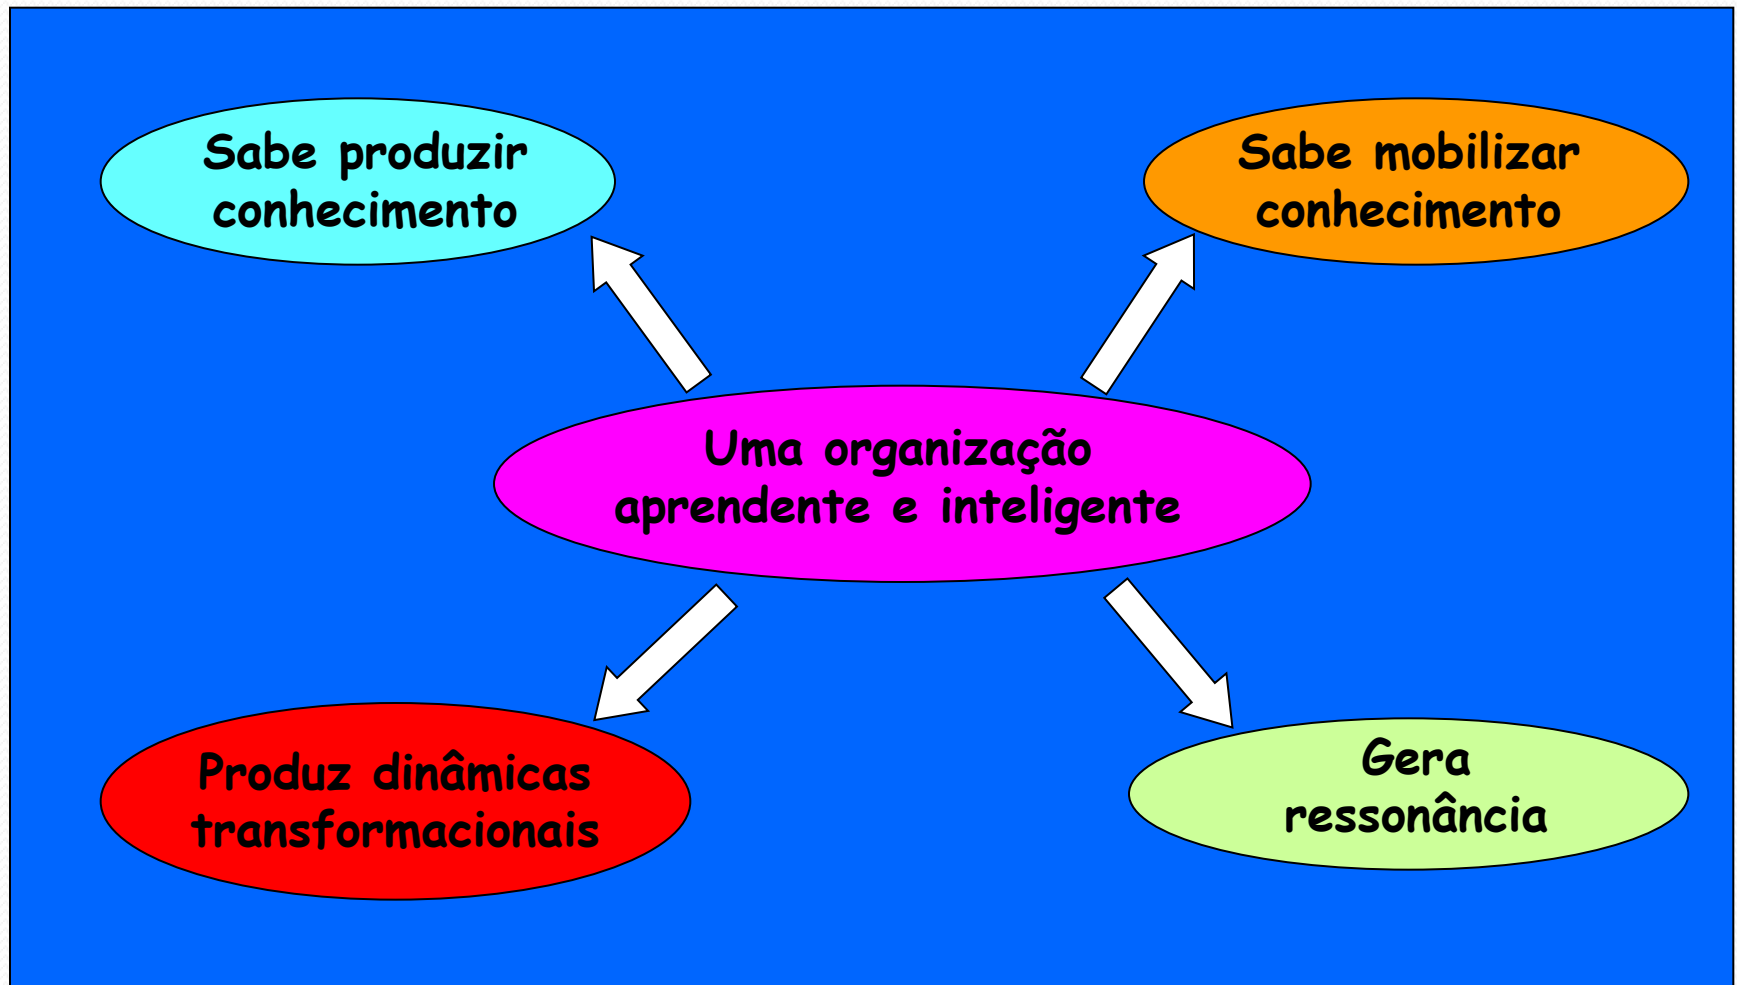 Sabe produzir
conhecimento
Sabe mobilizar
conhecimento
Uma organização
aprendente e inteligente
Produz dinâmicas
transformacionais
Gera
ressonância